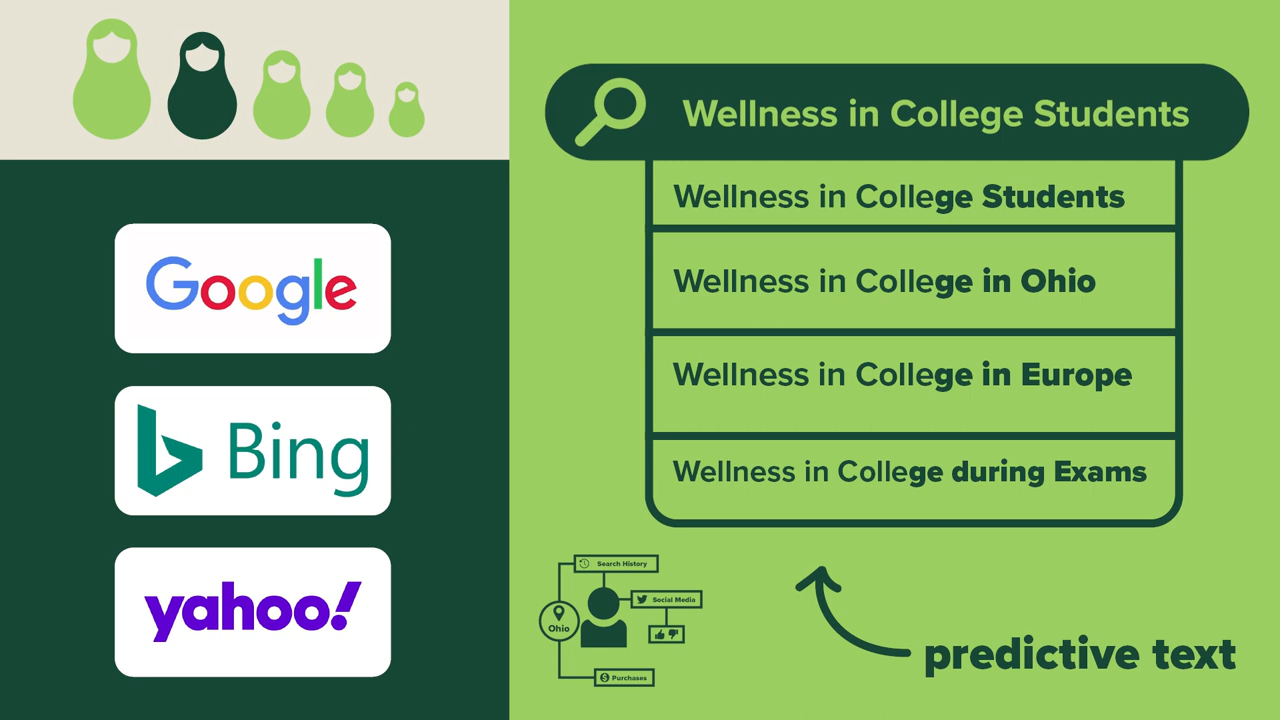 Google
Bing
yahoo!
Wellness in College Students
Wellness in College Students
Wellness in College in Ohio
Wellness in College in Europe
Wellness in College during Exams
Search History
Social Media
Ohio
$ Purchases
predictive text